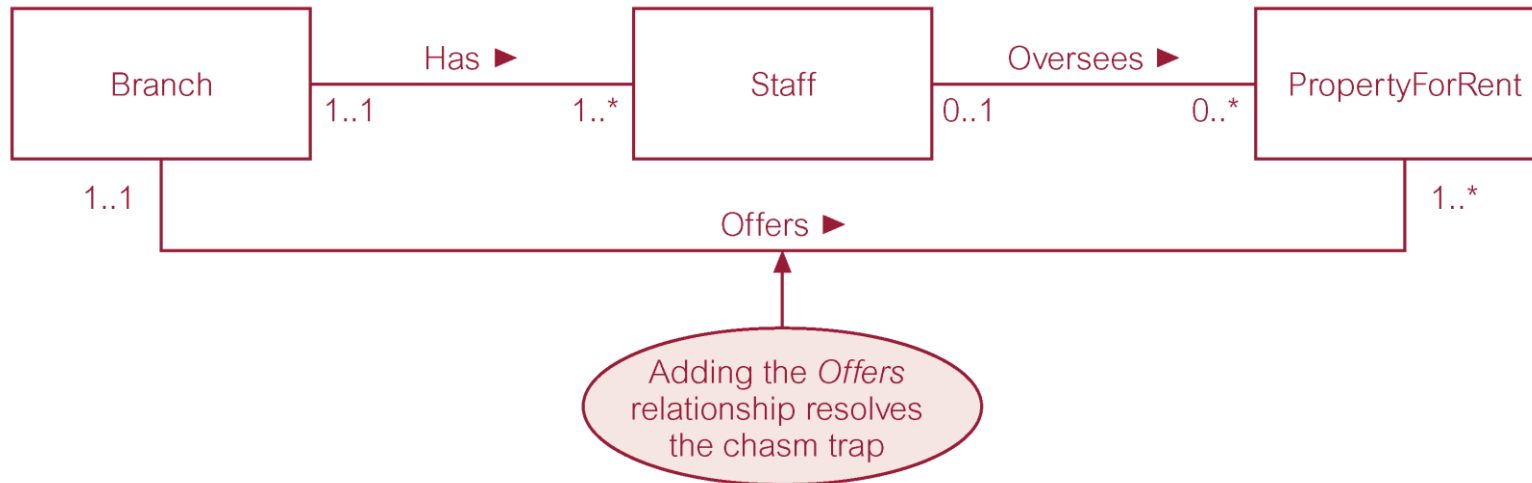 Has ►
Oversees ►
Branch
Staff
PropertyForRent
1..1
1..*
0..1
0..*
1..1
1..*
Offers ►
Adding the Offers
relationship resolves
the chasm trap